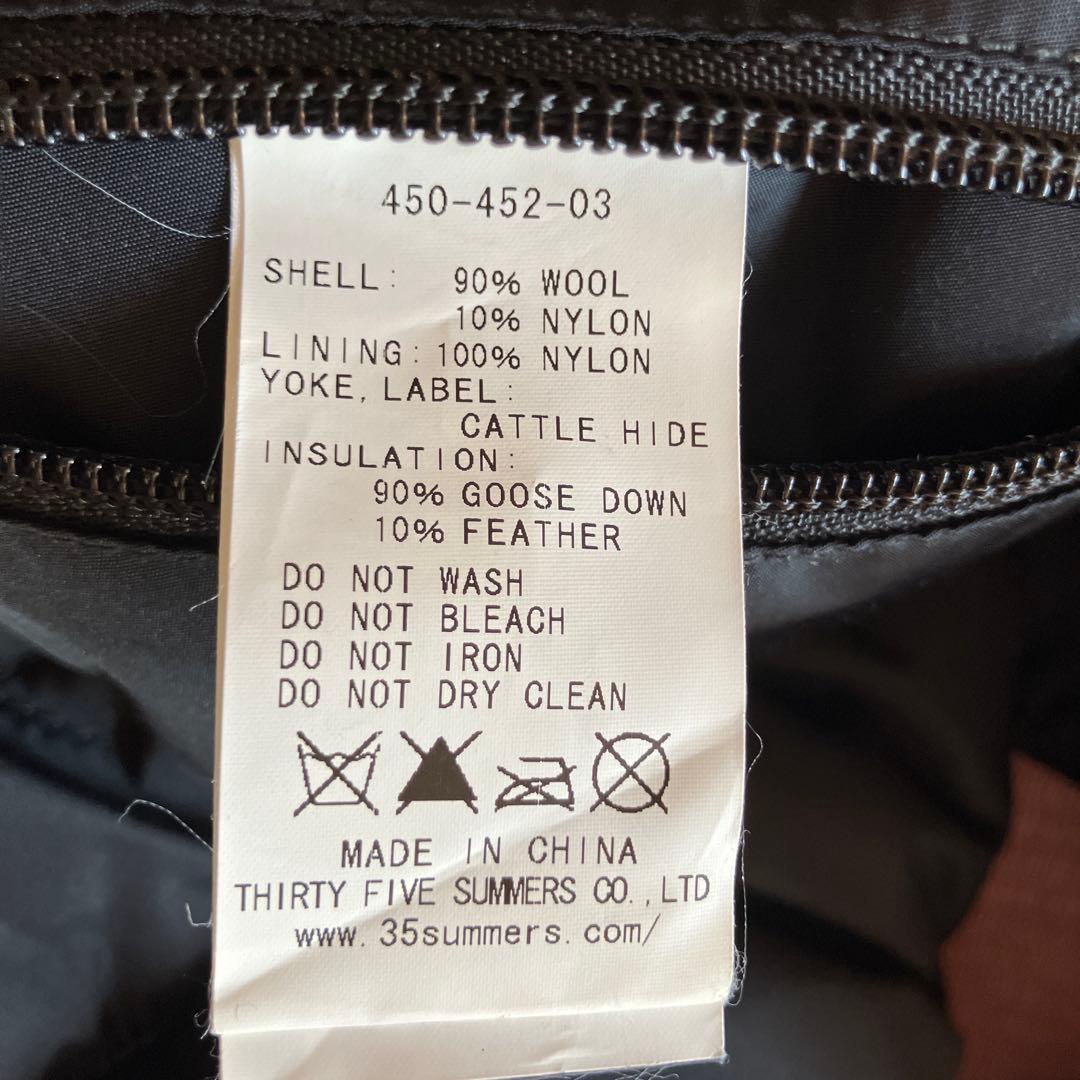 450-452-03
SHELL: 90% WOOL
10% NYLON
LINING: 100% NYLON
YOKE, LABEL:
CATTLE HIDE
INSULATION:
90% GOOSE DOWN
10% FEATHER
DO NOT WASH
DO NOT BLEACH
DO NOT IRON
DO NOT DRY CLEAN
MADE IN CHINA
THIRTY FIVE SUMMERS CO.,LTD
www.35summers.com/